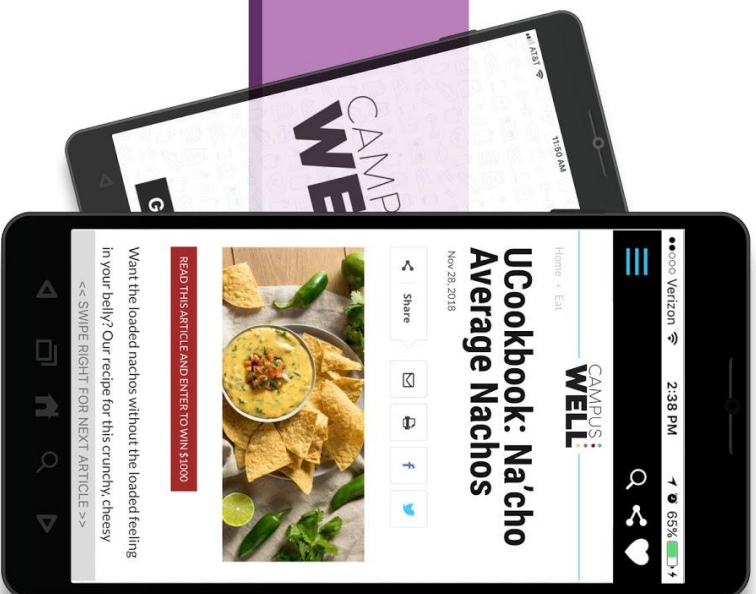 AT&T
11:50 AM
CAMP
WE
G
Verizon
2:38 PM
65%
CAMPUS
WELL
Home › Eat
UCookbook: Na'cho
Average Nachos
Nov 28, 2018
Share
READ THIS ARTICLE AND ENTER TO WIN $1000
Want the loaded nachos without the loaded feeling
in your belly? Our recipe for this crunchy, cheesy
<< SWIPE RIGHT FOR NEXT ARTICLE >>